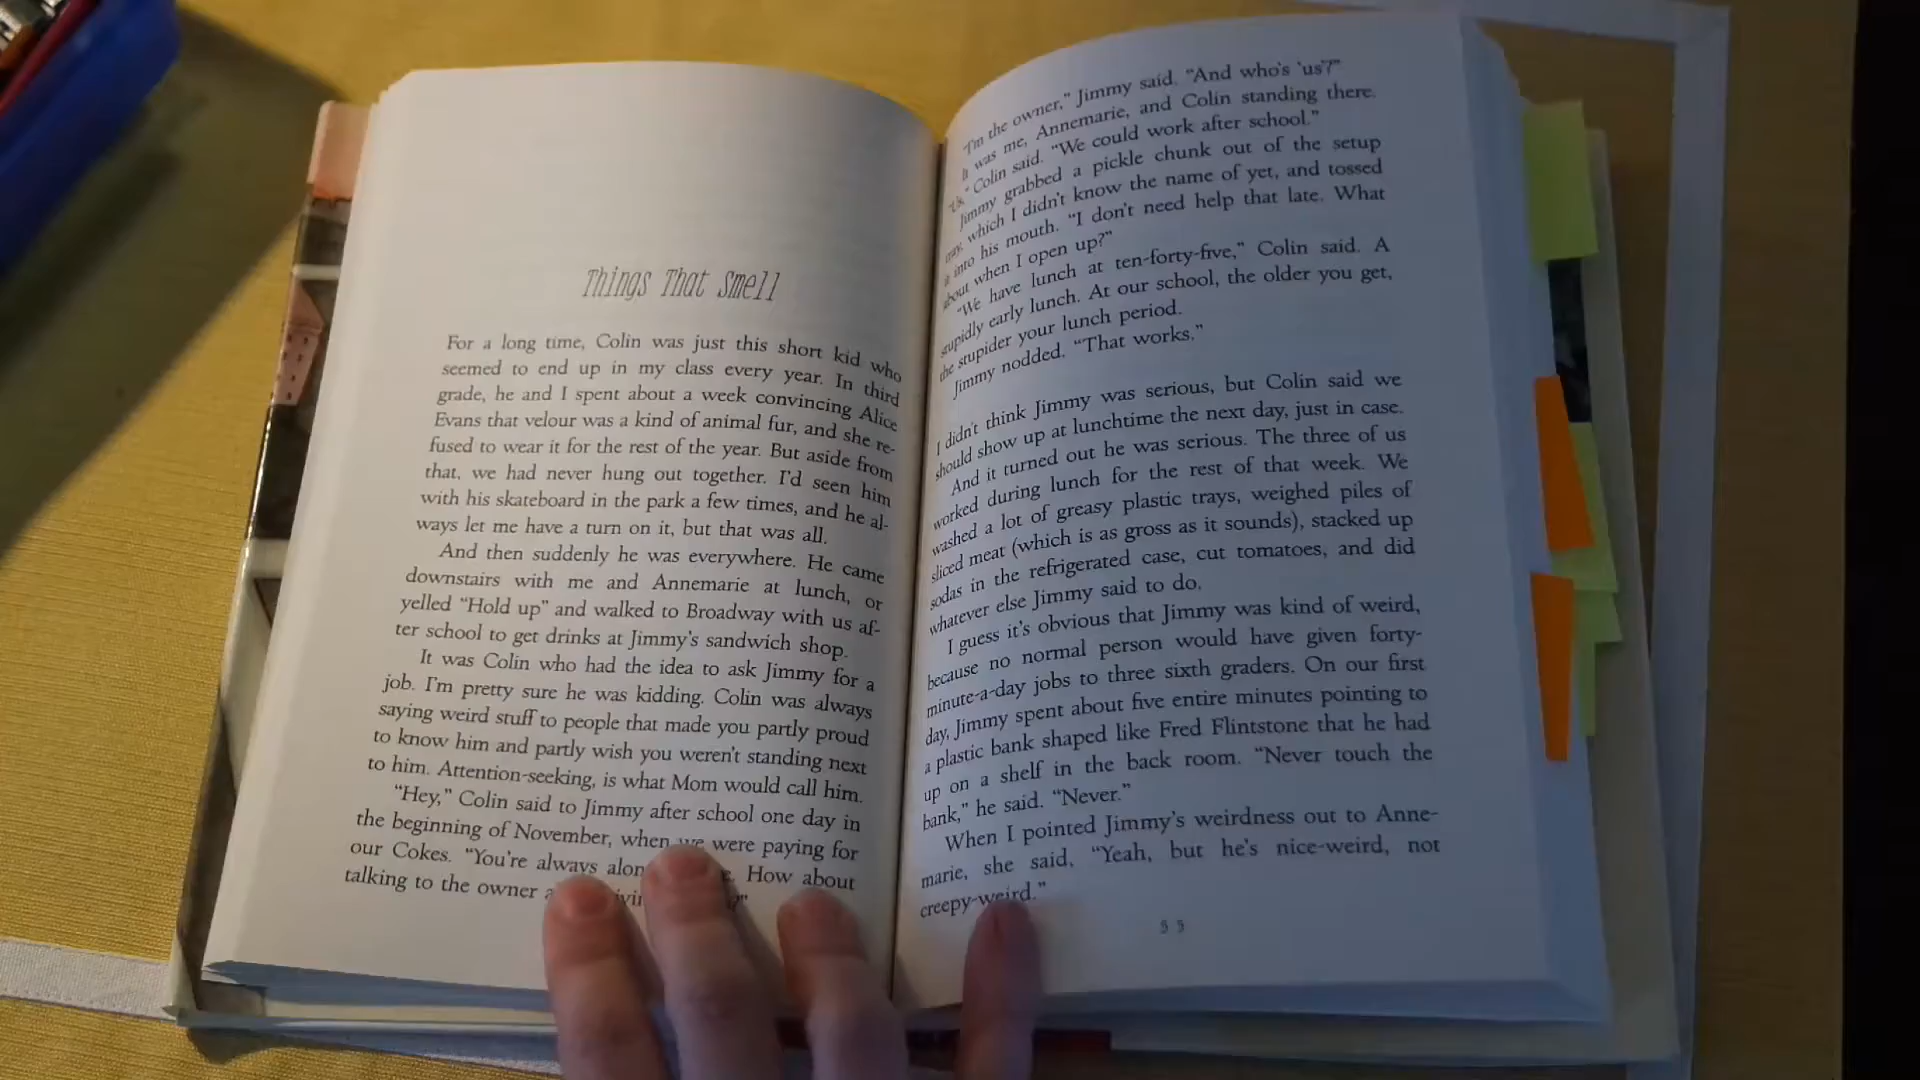 Things That Smell
For a long time, Colin was just this short kid who
seemed to end up in my class every year. In third
grade, he and I spent about a week convincing Alice
Evans that velour was a kind of animal fur, and she re-
fused to wear it for the rest of the year. But aside from
that, we had never hung out together. I'd seen him
with his skateboard in the park a few times, and he al-
ways let me have a turn on it, but that was all.
And then suddenly he was everywhere. He came
downstairs with me and Annemarie at lunch, or
yelled “Hold up” and walked to Broadway with us af-
ter school to get drinks at Jimmy's sandwich shop.
It was Colin who had the idea to ask Jimmy for a
job. I'm pretty sure he was kidding. Colin was always
saying weird stuff to people that made you partly proud
to know him and partly wish you weren't standing next
to him. Attention-seeking, is what Mom would call him.
“Hey,” Colin said to Jimmy after school one day in
the beginning of November, when we were paying for
our Cokes. “You're always How about
talking to the owner
“I'm the owner,” Jimmy said. “And who's 'us'?”
It was me, Annemarie, and Colin standing there.
“Us,” Colin said. “We could work after school.”
Jimmy grabbed a pickle chunk out of the setup
tray, which I didn't know the name of yet, and tossed
it into his mouth. “I don't need help that late. What
about when I open up?”
“We have lunch at ten-forty-five,” Colin said. A
stupidly early lunch. At our school, the older you get,
the stupider your lunch period.
Jimmy nodded. “That works.”
I didn't think Jimmy was serious, but Colin said we
should show up at lunchtime the next day, just in case.
And it turned out he was serious. The three of us
worked during lunch for the rest of that week. We
washed a lot of greasy plastic trays, weighed piles of
sliced meat (which is as gross as it sounds), stacked up
sodas in the refrigerated case, cut tomatoes, and did
whatever else Jimmy said to do.
I guess it's obvious that Jimmy was kind of weird,
because no normal person would have given forty-
minute-a-day jobs to three sixth graders. On our first
day, Jimmy spent about five entire minutes pointing to
a plastic bank shaped like Fred Flintstone that he had
up on a shelf in the back room. “Never touch the
bank,” he said. “Never.”
When I pointed Jimmy's weirdness out to Anne-
marie, she said, “Yeah, but he's nice-weird, not
creepy-weird.”
55